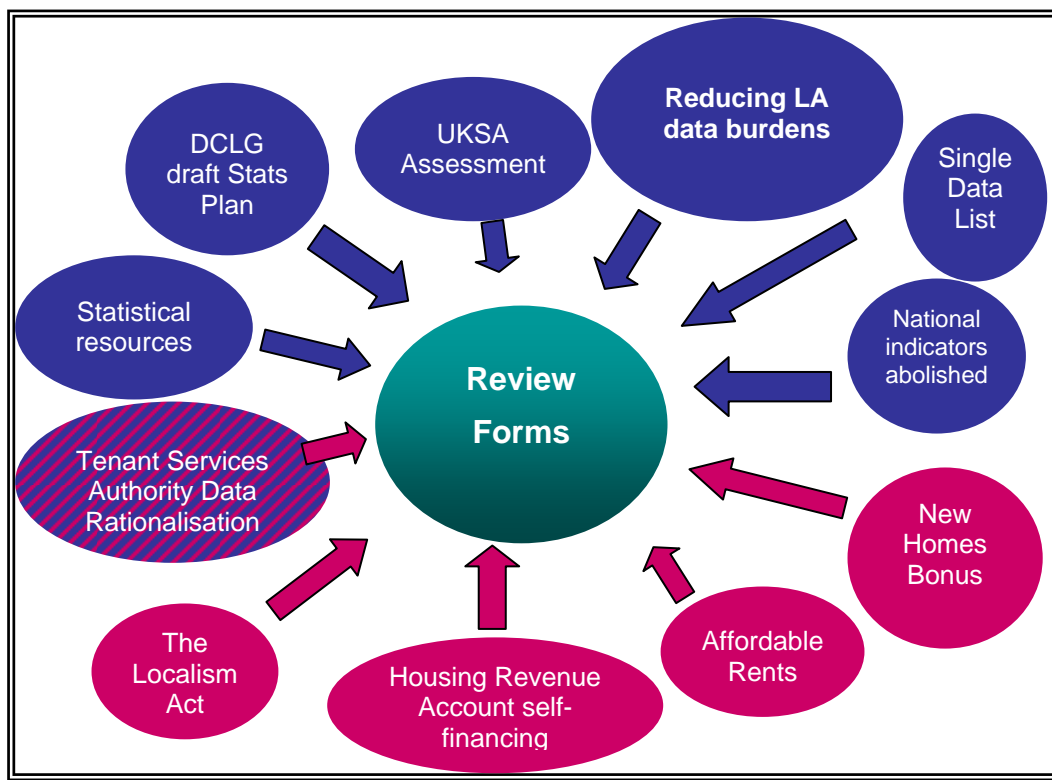 DCLG
draft Stats
Plan
UKSA
Assessment
Reducing LA
data burdens
Single
Data
List
Statistical
resources
National
indicators
abolished
Review
Forms
Tenant Services
Authority Data
Rationalisation
New
Homes
Bonus
The
Localism
Act
Housing Revenue
Account self-
financing
Affordable
Rents